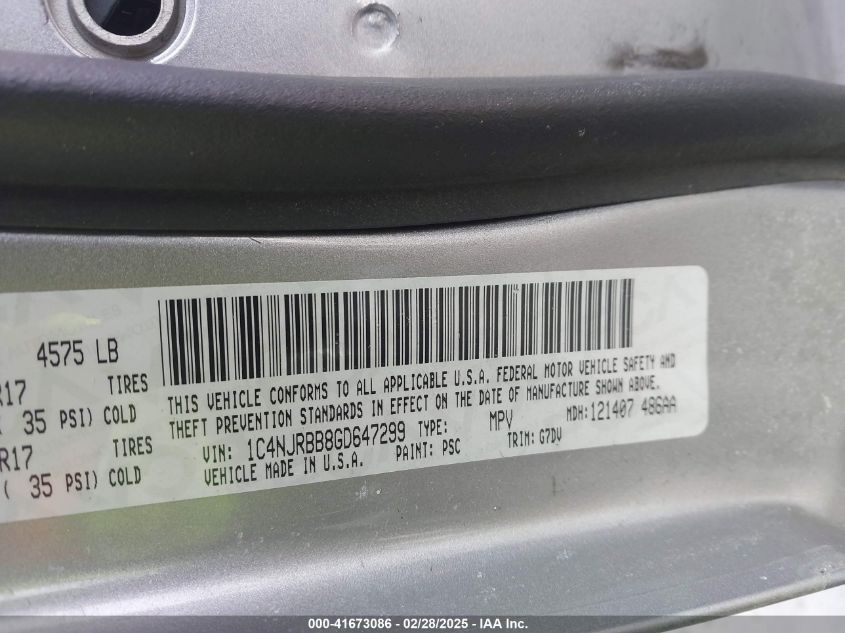 4575 LB
R17 TIRES
35 PSI) COLD
R17 TIRES
( 35 PSI) COLD
THIS VEHICLE CONFORMS TO ALL APPLICABLE U.S.A. FEDERAL MOTOR VEHICLE SAFETY AND
THEFT PREVENTION STANDARDS IN EFFECT ON THE DATE OF MANUFACTURE SHOWN ABOVE.
VIN: 1C4NJRBB8GD647299 TYPE: MPV MDH: 121407 486AA
VEHICLE MADE IN U.S.A. PAINT: PSC TRIM: G7DV
000-41673086 - 02/28/2025 - IAA Inc.